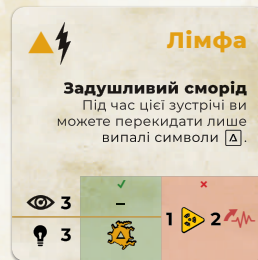 Лімфа
Задушливий сморід
Під час цієї зустрічі ви
можете перекидати лише
випалі символи △.
✓ ×
3 –
1 2
3